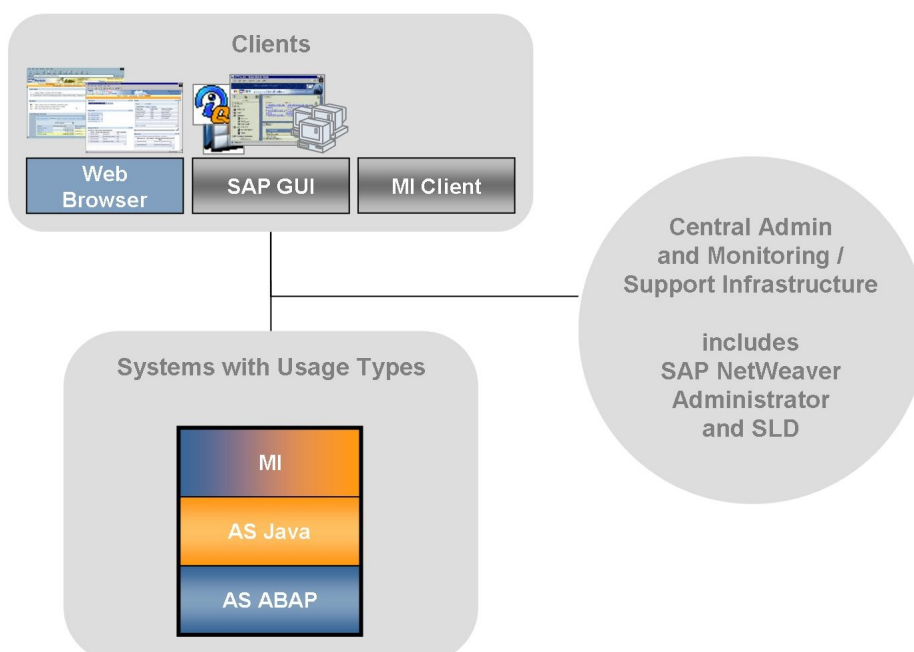 Clients
Web
Browser
SAP GUI
MI Client
Central Admin
and Monitoring /
Support Infrastructure
includes
SAP NetWeaver
Administrator
and SLD
Systems with Usage Types
MI
AS Java
AS ABAP